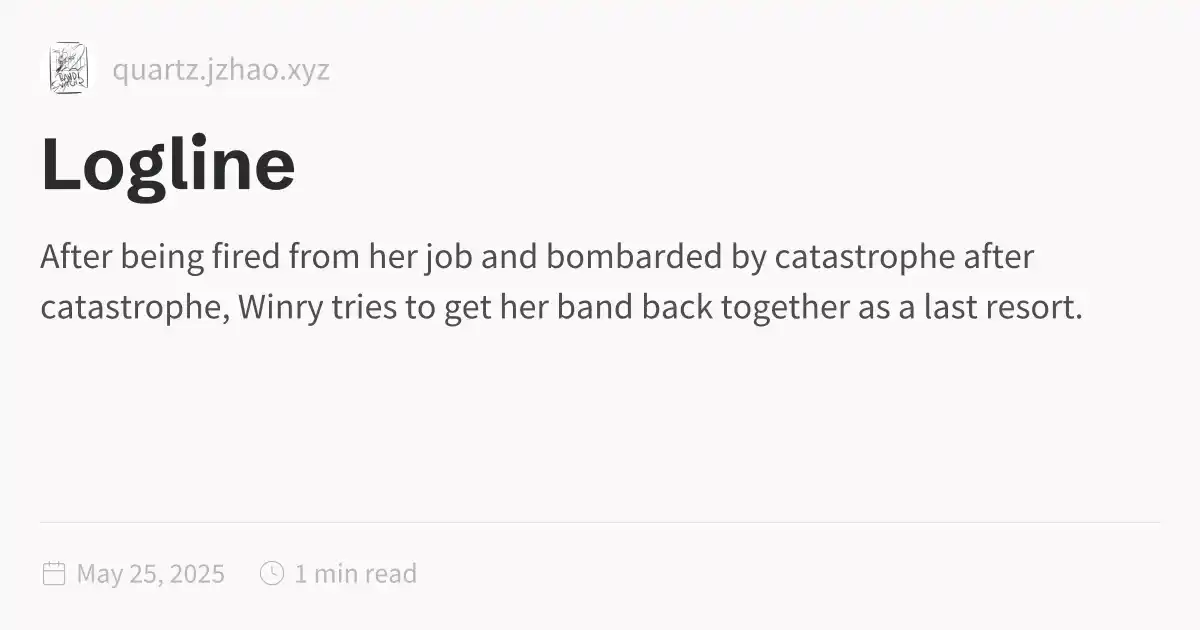 quartz.jzhao.xyz
Logline
After being fired from her job and bombarded by catastrophe after
catastrophe, Winry tries to get her band back together as a last resort.
May 25, 2025
1 min read